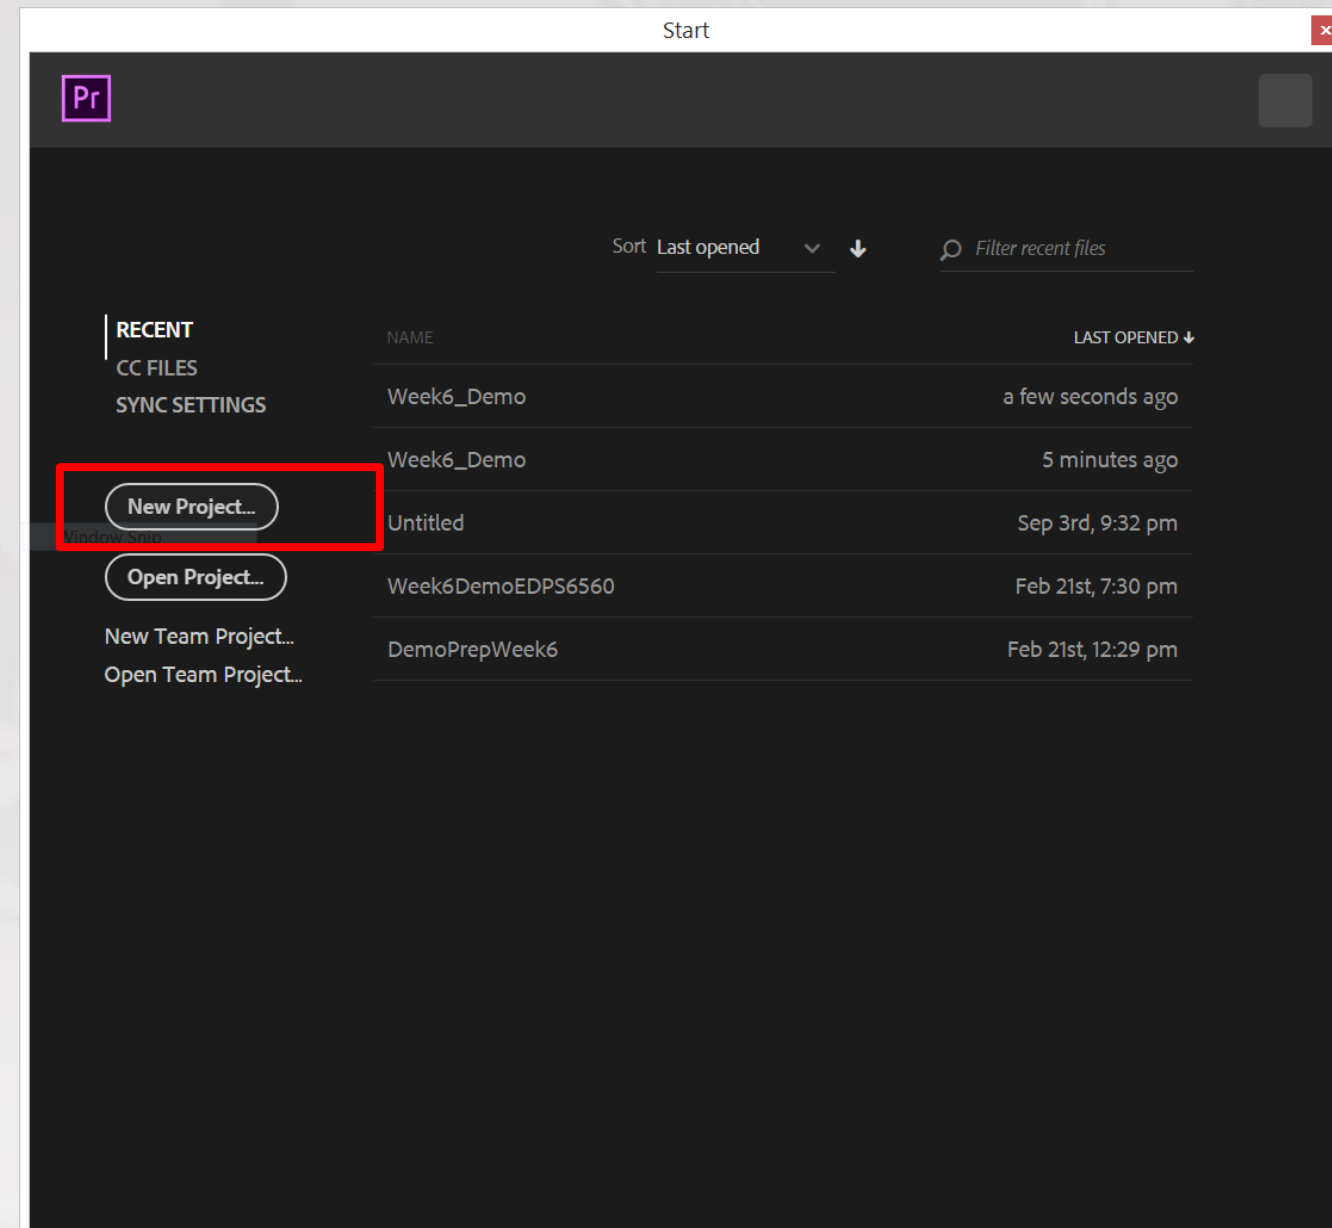 Start
Pr
Sort Last opened
Filter recent files
RECENT
CC FILES
SYNC SETTINGS
New Project...
Window Snip
Open Project...
New Team Project...
Open Team Project...
NAME LAST OPENED
Week6_Demo a few seconds ago
Week6_Demo 5 minutes ago
Untitled Sep 3rd, 9:32 pm
Week6DemoEDPS6560 Feb 21st, 7:30 pm
DemoPrepWeek6 Feb 21st, 12:29 pm